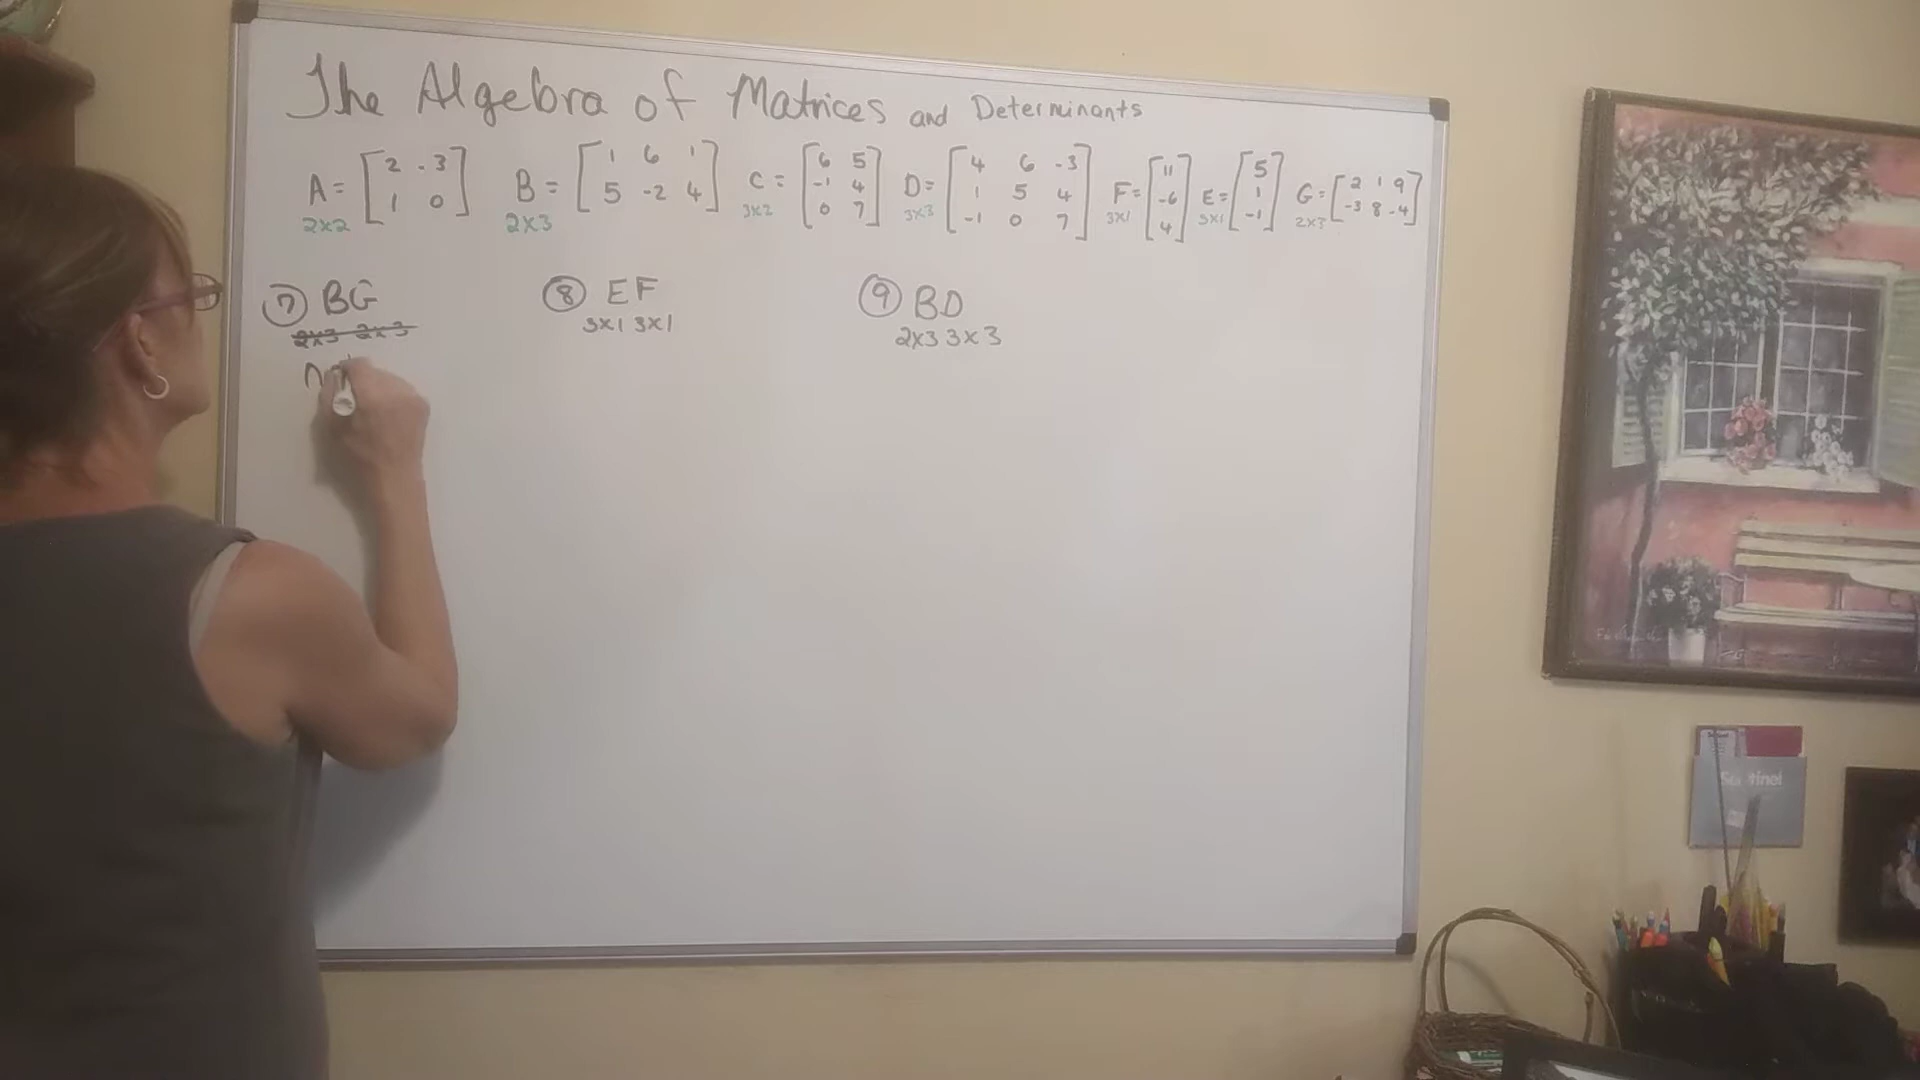 The Algebra of Matrices and Determinants
A = [2 -3 B = [1 6 1 C = [6 5 D = [4 6 -3 F = [11 E = [5 G = [2 1 9
1 0] 5 -2 4] -1 4 1 5 4 -6 1 -3 8 -4]
2x2 2x3 3x2 0 7] 3x3 -1 0 7] 3x1 4] 3x1 -1] 2x3
7 BG 8 EF 9 BD
2x3 2x3 3x1 3x1 2x3 3x3